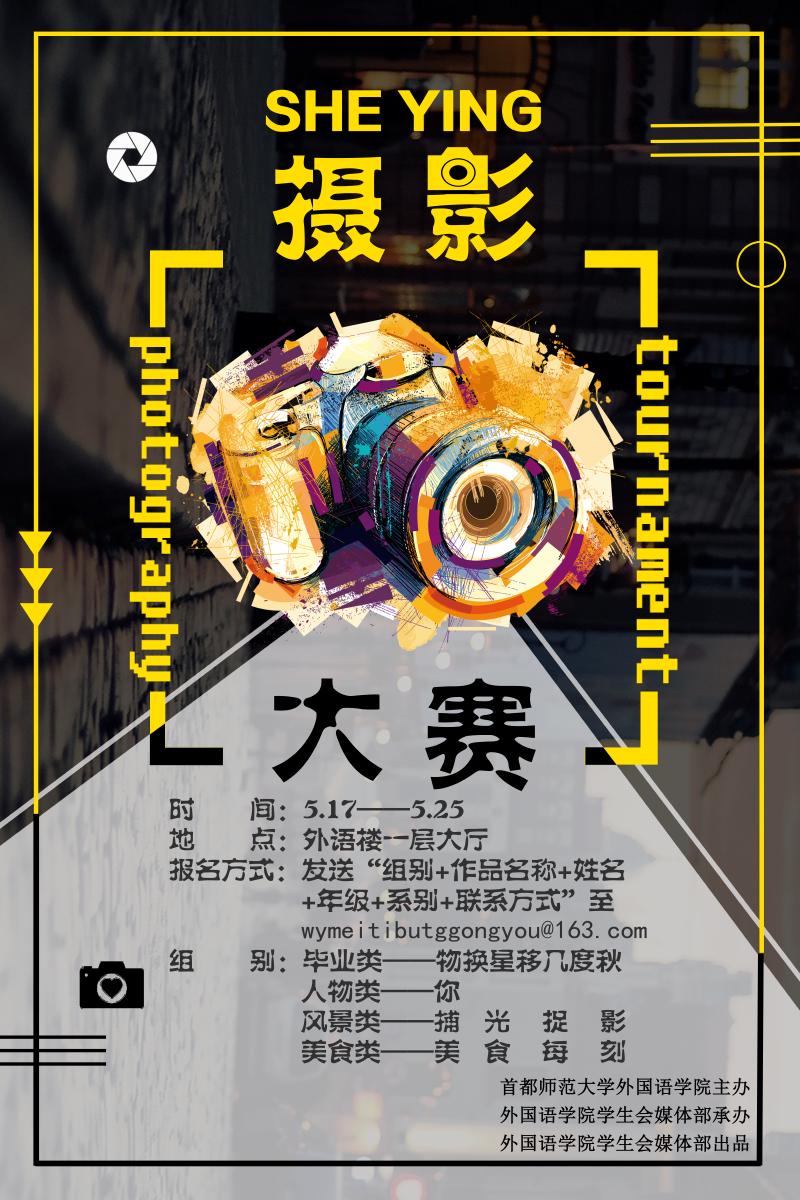 SHE YING
摄影
photography
tournament
大赛
时 间：5.17——5.25
地 点：外语楼一层大厅
报名方式：发送“组别+作品名称+姓名
+年级+系别+联系方式”至
wymeitibutggongyou@163.com
组 别：毕业类——物换星移几度秋
人物类——你
风景类——捕 光 捉 影
美食类——美 食 每 刻
首都师范大学外国语学院主办
外国语学院学生会媒体部承办
外国语学院学生会媒体部出品